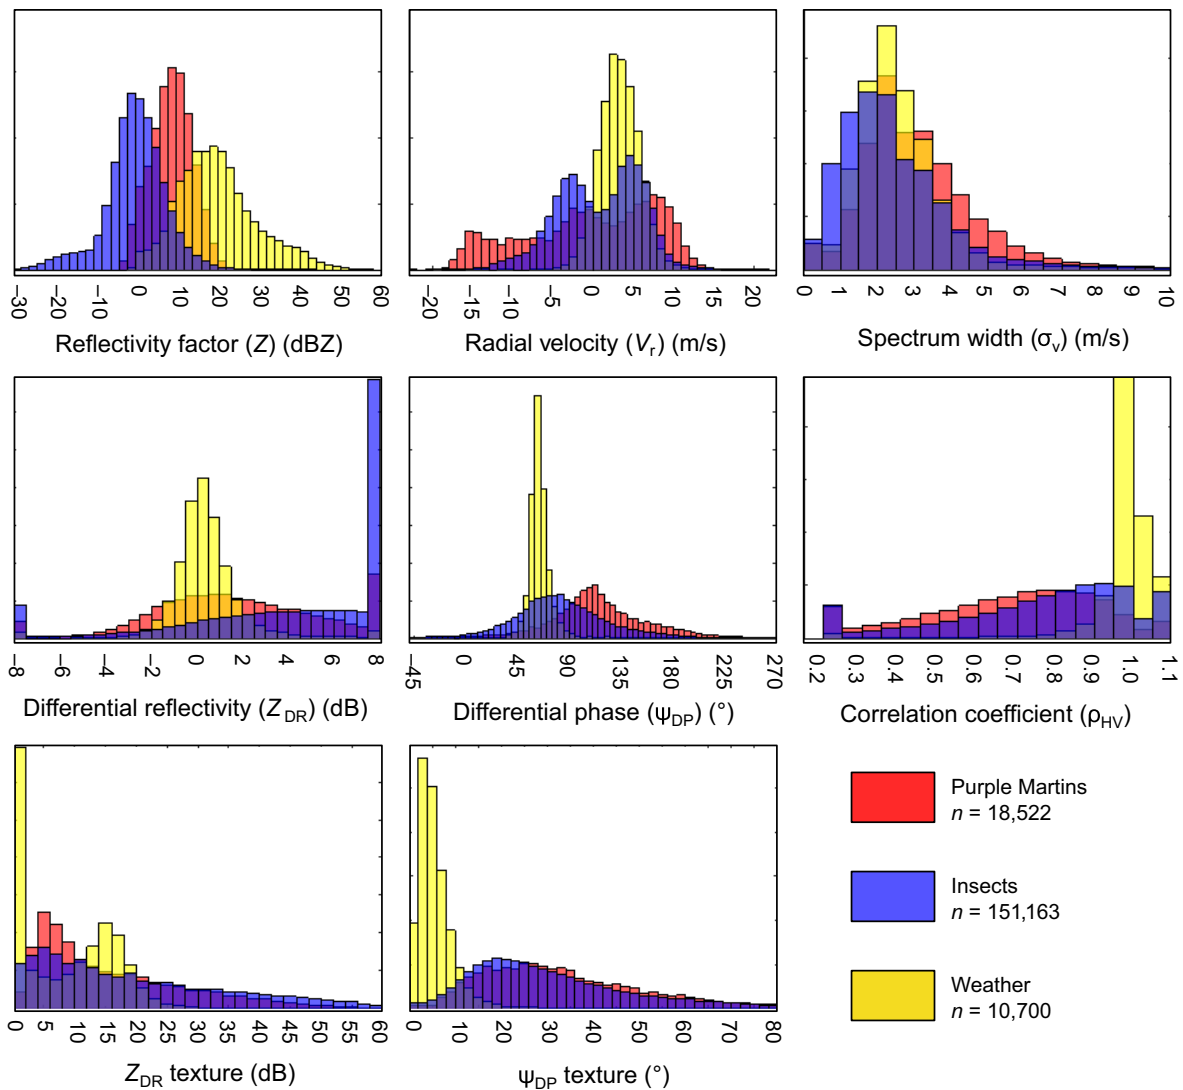 -30 -20 -10 0 10 20 30 40 50 60
Reflectivity factor (Z) (dBZ)
-20 -15 -10 -5 0 5 10 15 20
Radial velocity (Vr) (m/s)
0 1 2 3 4 5 6 7 8 9 10
Spectrum width (σv) (m/s)
-8 -6 -4 -2 0 2 4 6 8
Differential reflectivity (ZDR) (dB)
-45 0 45 90 135 180 225 270
Differential phase (ψDP) (°)
0.2 0.3 0.4 0.5 0.6 0.7 0.8 0.9 1.0 1.1
Correlation coefficient (ρHV)
0 5 10 15 20 25 30 35 40 45 50 55 60
ZDR texture (dB)
0 10 20 30 40 50 60 70 80
ψDP texture (°)
Purple Martins
n = 18,522
Insects
n = 151,163
Weather
n = 10,700